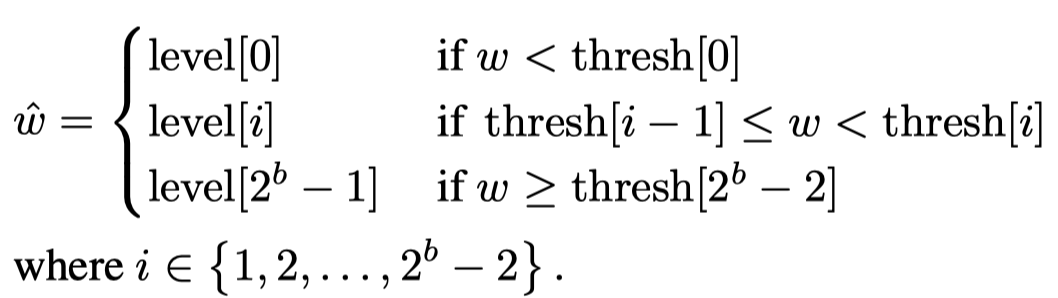 level[0] if w < thresh[0]
ŵ = { level[i] if thresh[i − 1] ≤ w < thresh[i]
level[2^b − 1] if w ≥ thresh[2^b − 2]
where i ∈ {1, 2, . . . , 2^b − 2} .